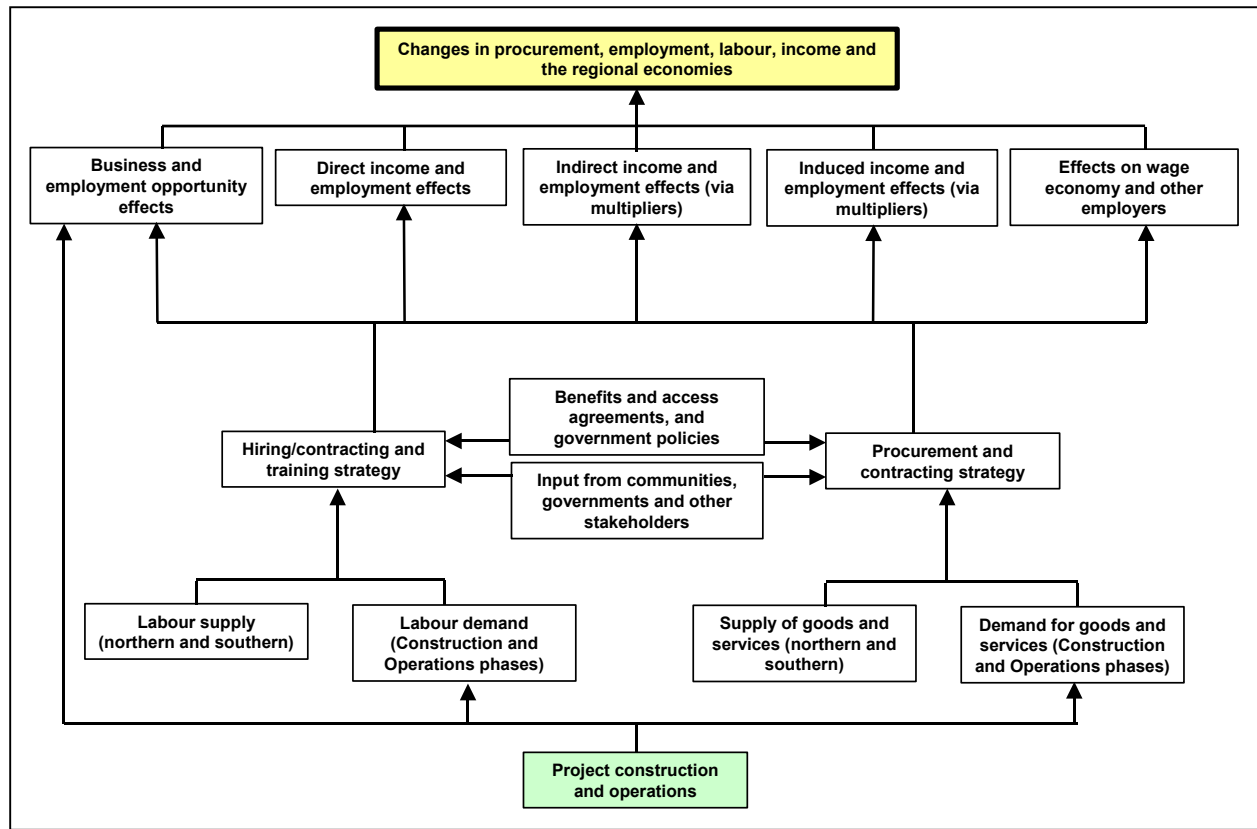 Changes in procurement, employment, labour, income and
the regional economies
Business and
employment opportunity
effects
Direct income and
employment effects
Indirect income and
employment effects (via
multipliers)
Induced income and
employment effects (via
multipliers)
Effects on wage
economy and other
employers
Benefits and access
agreements, and
government policies
Hiring/contracting and
training strategy
Procurement and
contracting strategy
Input from communities,
governments and other
stakeholders
Labour supply
(northern and southern)
Labour demand
(Construction and
Operations phases)
Supply of goods and
services (northern and
southern)
Demand for goods and
services (Construction
and Operations phases)
Project construction
and operations